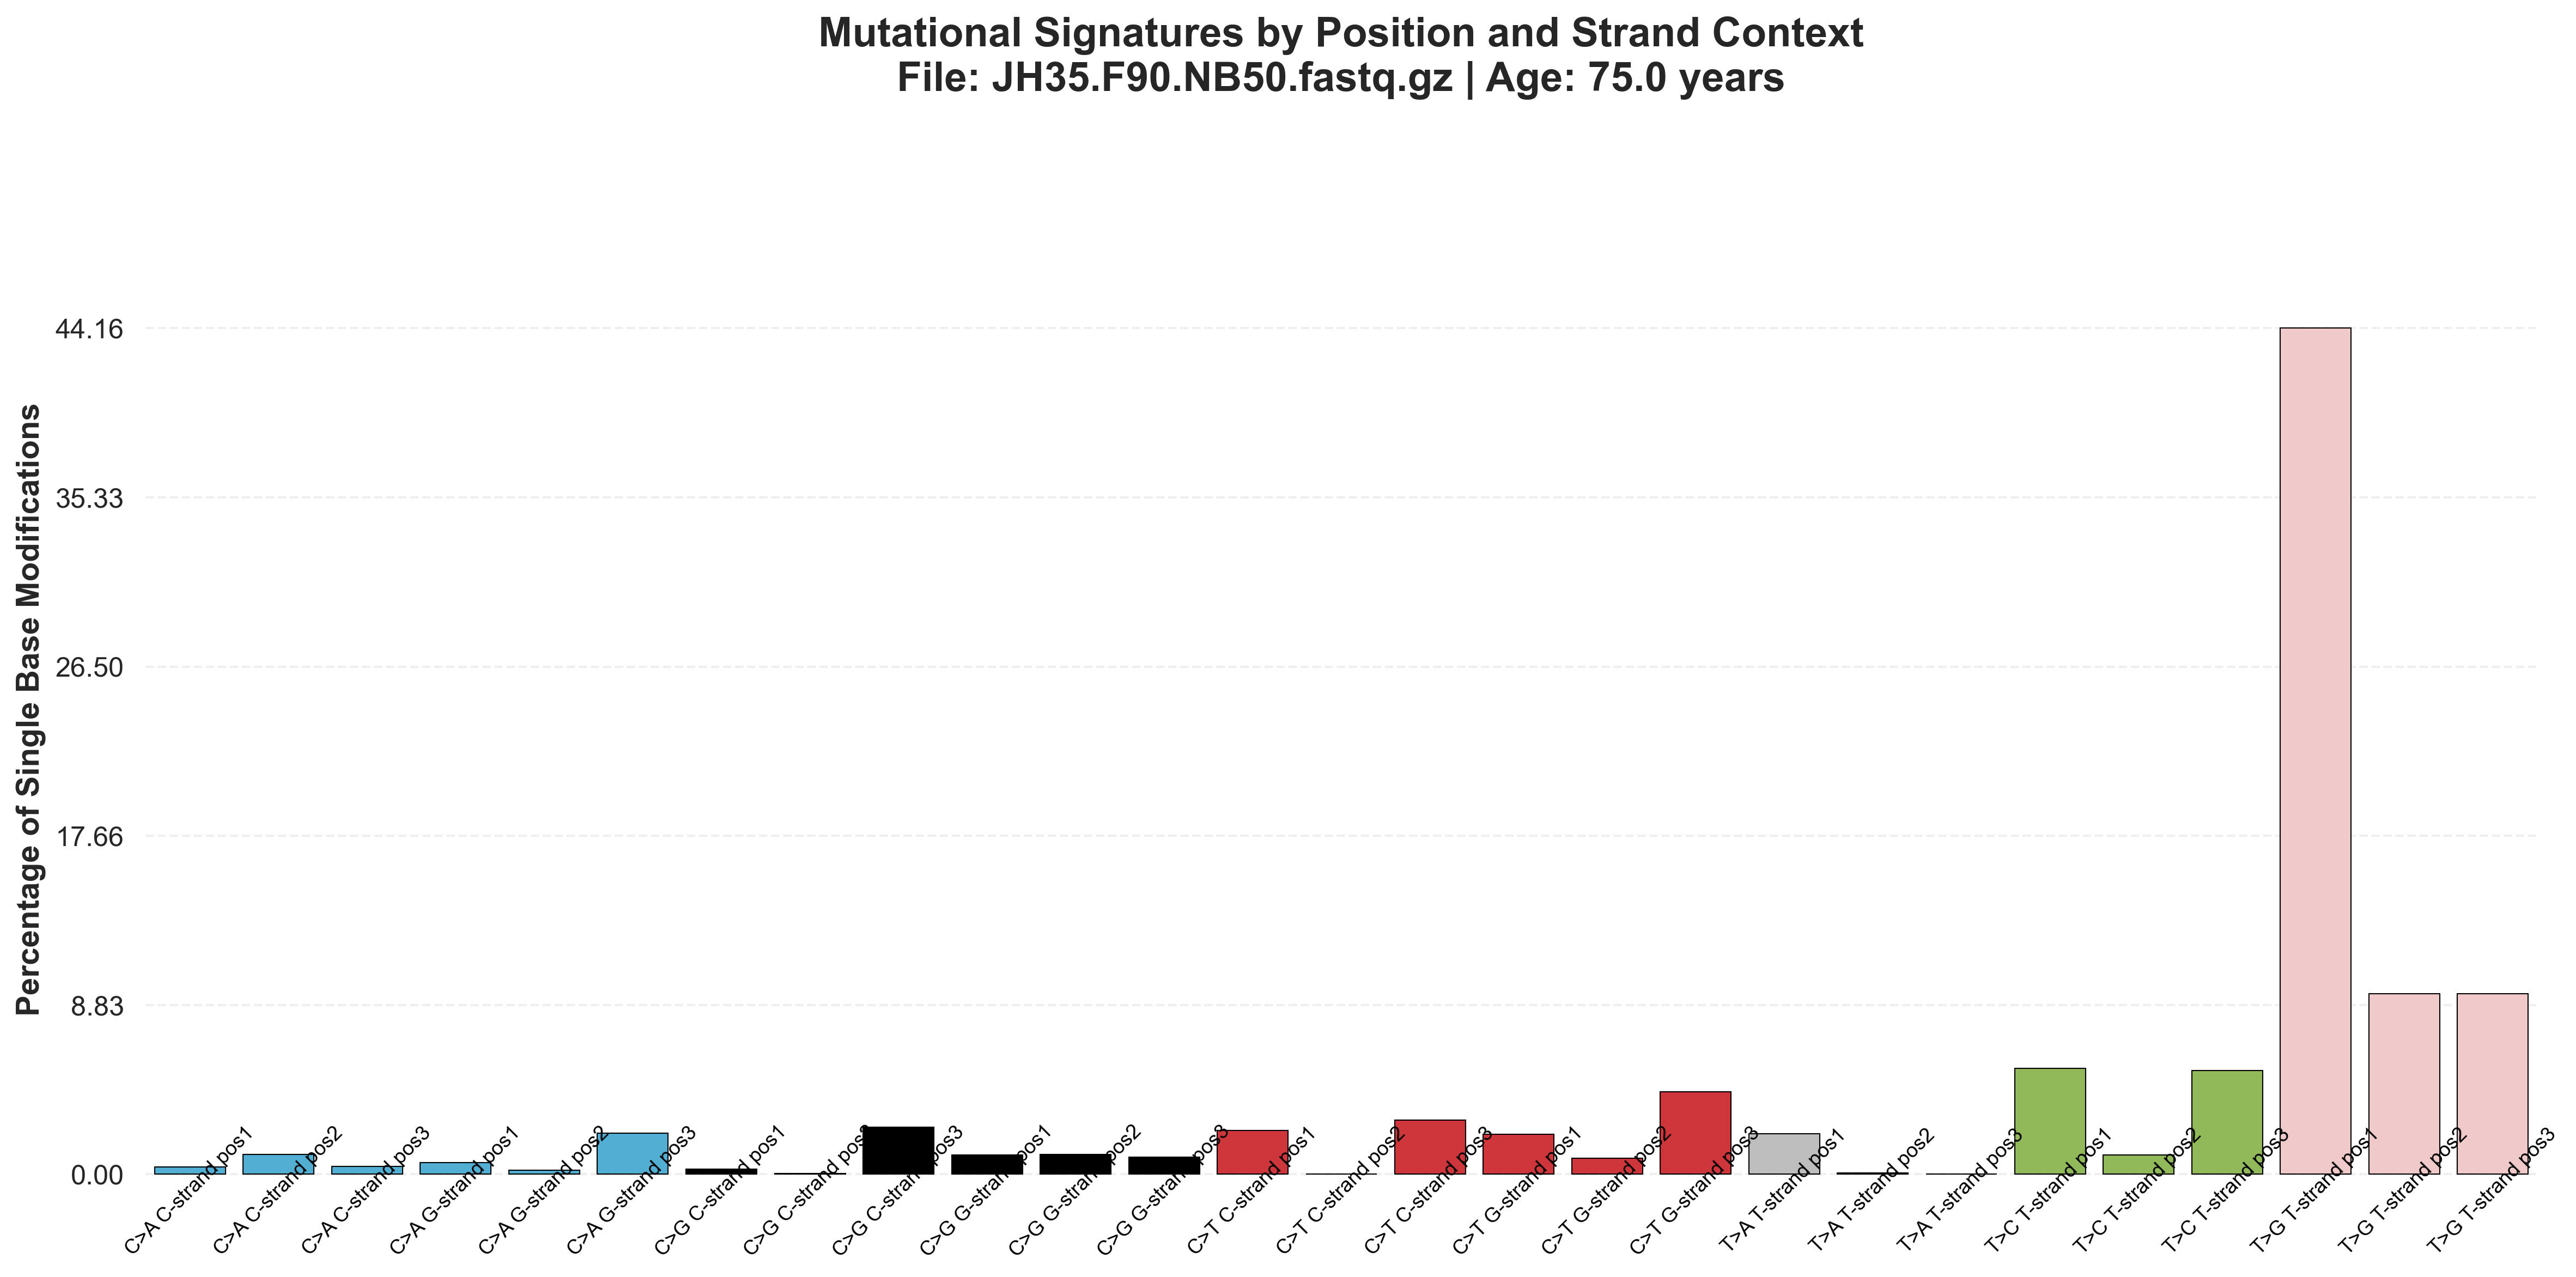 Mutational Signatures by Position and Strand Context
File: JH35.F90.NB50.fastq.gz | Age: 75.0 years
Percentage of Single Base Modifications
44.16
35.33
26.50
17.66
8.83
0.00
C>A C-strand pos1
C>A C-strand pos2
C>A C-strand pos3
C>A G-strand pos1
C>A G-strand pos2
C>A G-strand pos3
C>G C-strand pos1
C>G C-strand pos2
C>G C-strand pos3
C>G G-strand pos1
C>G G-strand pos2
C>G G-strand pos3
C>T C-strand pos1
C>T C-strand pos2
C>T C-strand pos3
C>T G-strand pos1
C>T G-strand pos2
C>T G-strand pos3
T>A T-strand pos1
T>A T-strand pos2
T>A T-strand pos3
T>C T-strand pos1
T>C T-strand pos2
T>C T-strand pos3
T>G T-strand pos1
T>G T-strand pos2
T>G T-strand pos3